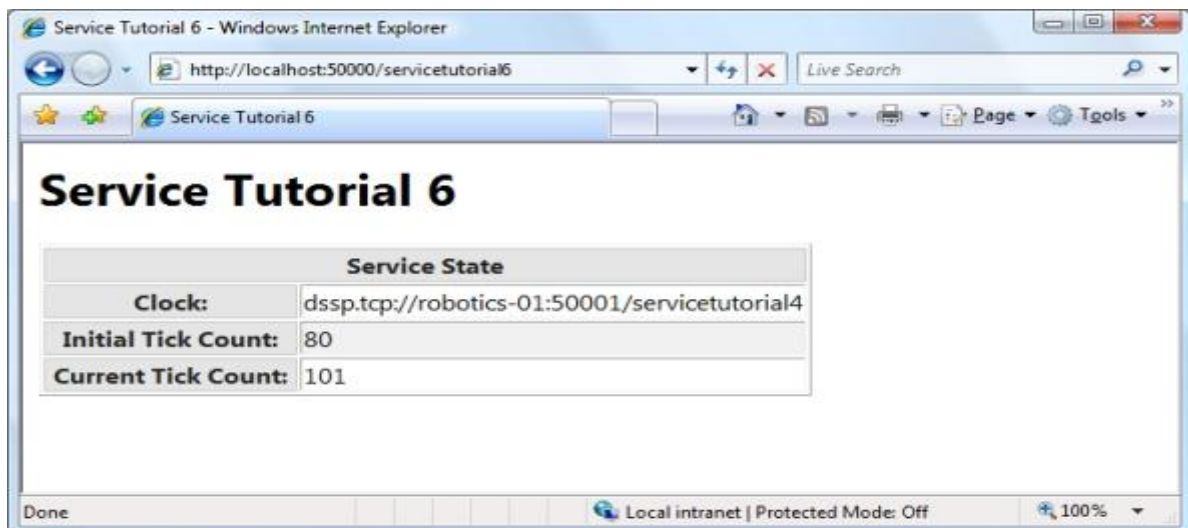 Service Tutorial 6 - Windows Internet Explorer
http://localhost:50000/servicetutorial6
Live Search
Service Tutorial 6
Page
Tools
Service Tutorial 6
Service State
Clock: dssp.tcp://robotics-01:50001/servicetutorial4
Initial Tick Count: 80
Current Tick Count: 101
Done
Local intranet | Protected Mode: Off
100%